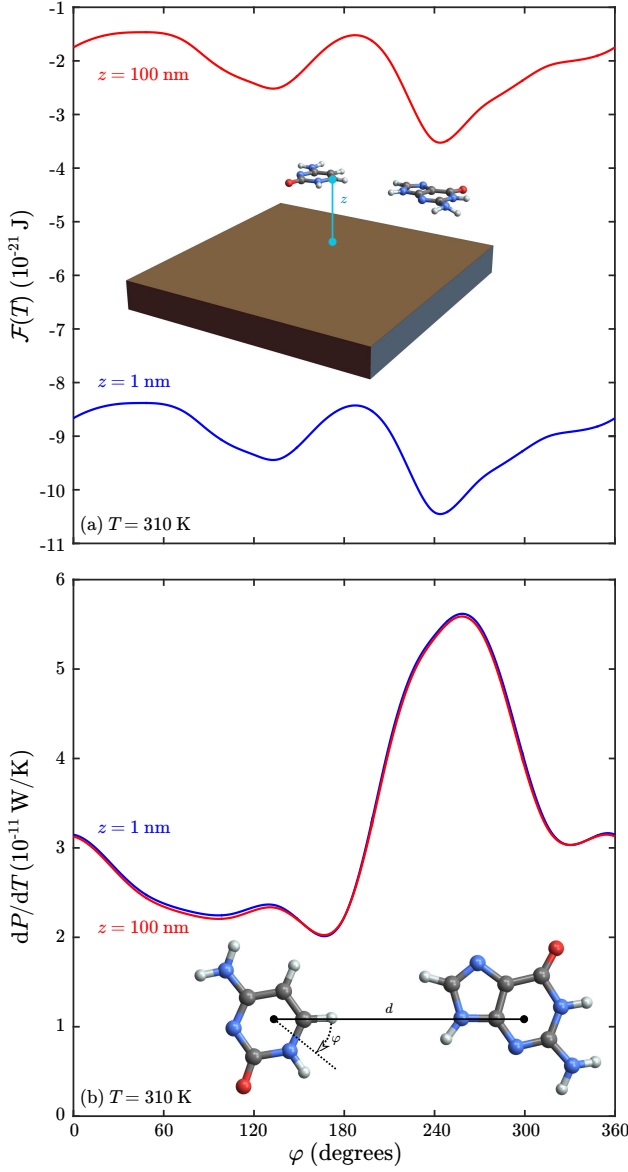 -1
-2
-3
-4
-5
-6
-7
-8
-9
-10
-11
ℱ(T) (10⁻²¹ J)
z = 100 nm
z
z = 1 nm
(a) T = 310 K
6
5
4
3
2
1
0
dP/dT (10⁻¹¹ W/K)
z = 1 nm
z = 100 nm
d
φ
(b) T = 310 K
0 60 120 180 240 300 360
φ (degrees)